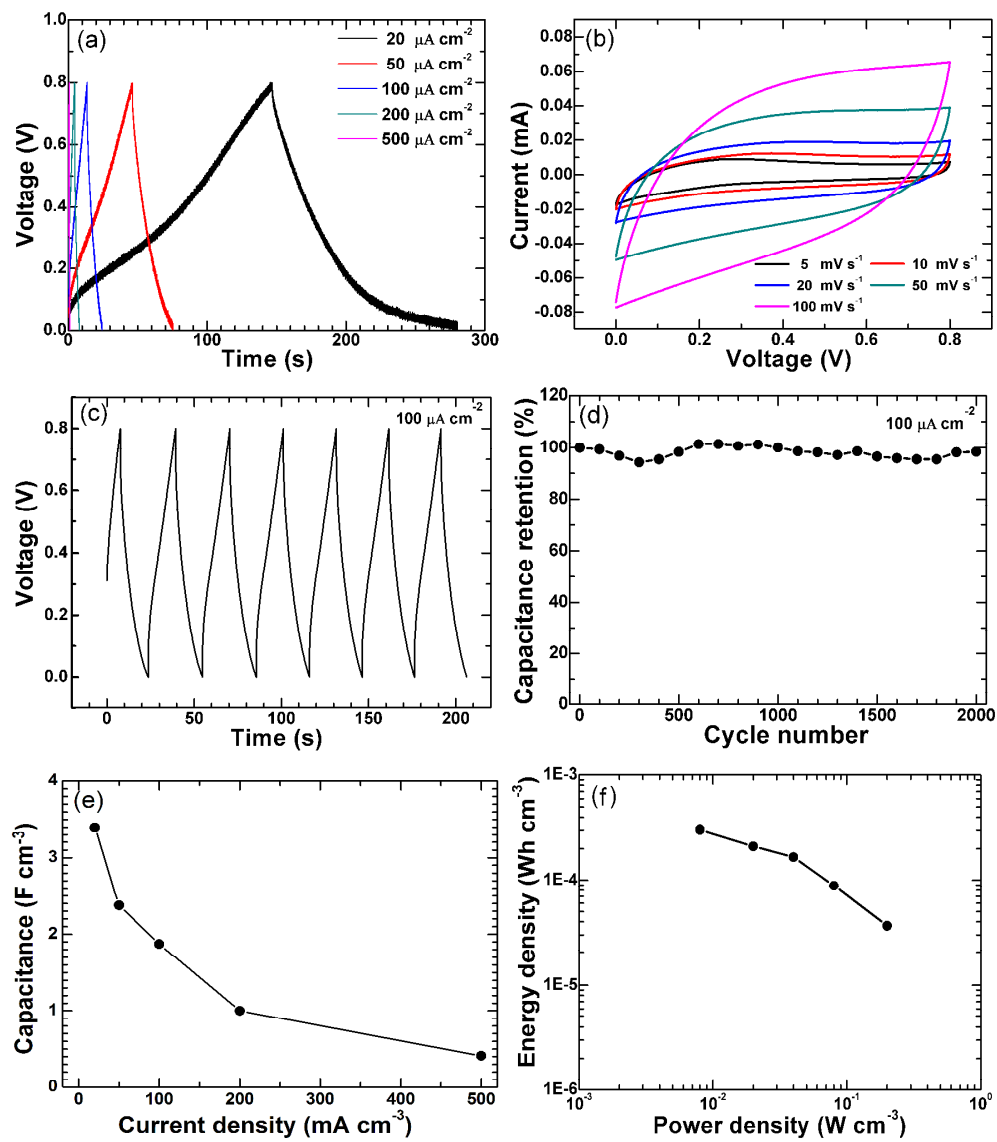 (a)
20 μA cm-2
50 μA cm-2
100 μA cm-2
200 μA cm-2
500 μA cm-2
1.0
0.8
0.6
0.4
0.2
0.0
Voltage (V)
0 100 200 300
Time (s)
(b)
0.08
0.06
0.04
0.02
0.00
-0.02
-0.04
-0.06
-0.08
Current (mA)
5 mV s-1 10 mV s-1
20 mV s-1 50 mV s-1
100 mV s-1
0.0 0.2 0.4 0.6 0.8
Voltage (V)
(c)
100 μA cm-2
0.8
0.6
0.4
0.2
0.0
Voltage (V)
0 50 100 150 200
Time (s)
(d)
100 μA cm-2
120
100
80
60
40
20
0
Capacitance retention (%)
0 500 1000 1500 2000
Cycle number
(e)
4
3
2
1
0
Capacitance (F cm-3)
0 100 200 300 400 500
Current density (mA cm-3)
(f)
1E-3
1E-4
1E-5
1E-6
Energy density (Wh cm-3)
10-3 10-2 10-1 100
Power density (W cm-3)